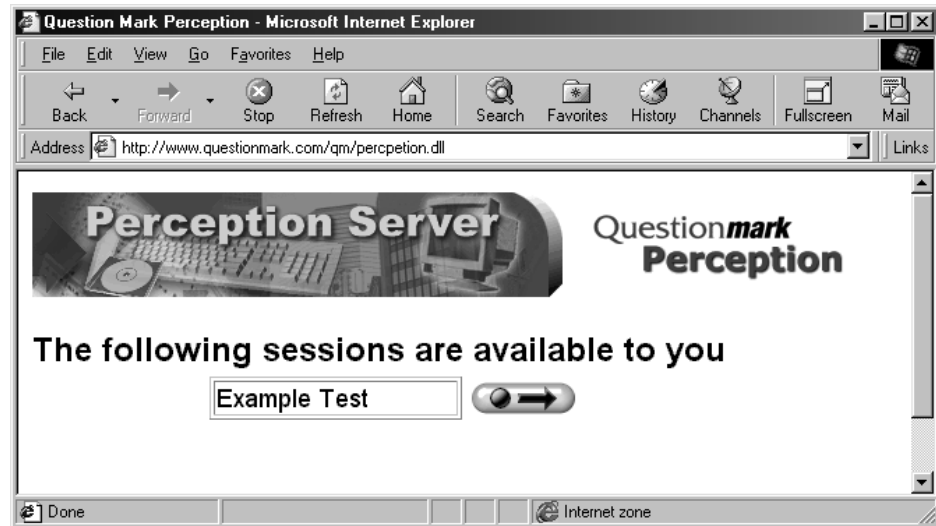 Question Mark Perception - Microsoft Internet Explorer
File Edit View Go Favorites Help
Back Forward Stop Refresh Home Search Favorites History Channels Fullscreen Mail
Address http://www.questionmark.com/qm/percpetion.dll Links
Perception Server
Questionmark
Perception
The following sessions are available to you
Example Test
Done Internet zone